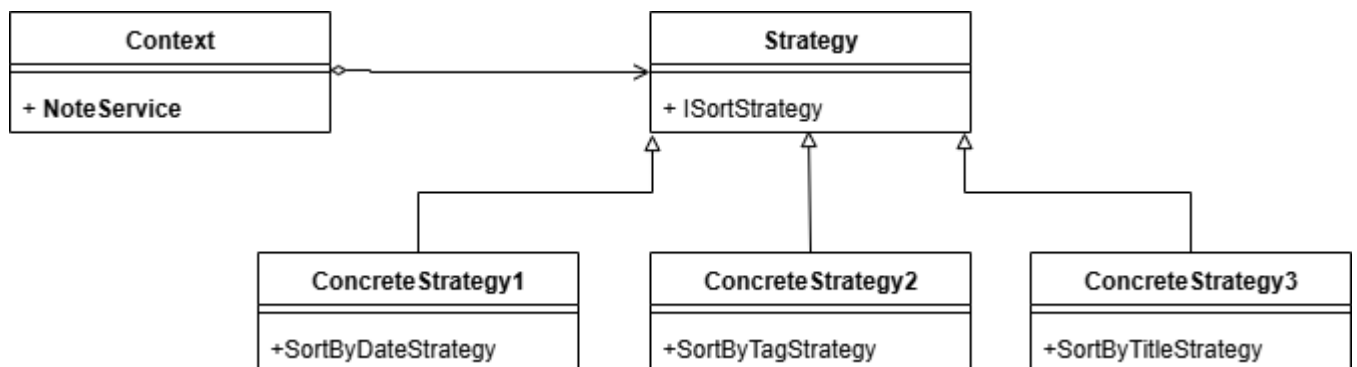 Context
Strategy
+ NoteService
+ ISortStrategy
ConcreteStrategy1
ConcreteStrategy2
ConcreteStrategy3
+SortByDateStrategy
+SortByTagStrategy
+SortByTitleStrategy